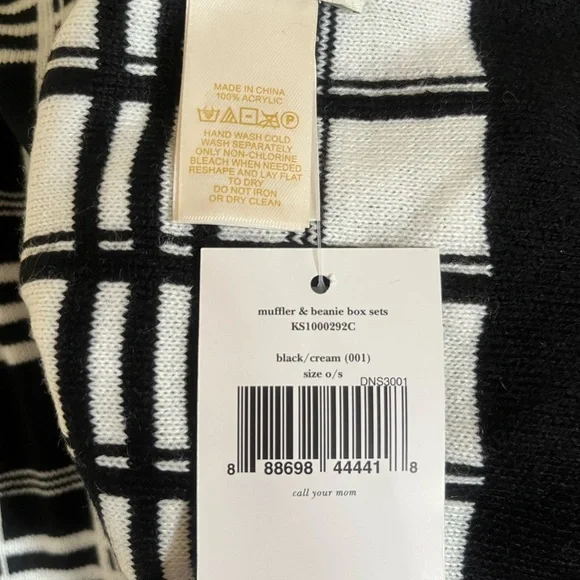 MADE IN CHINA
100% ACRYLIC
HAND WASH COLD
WASH SEPARATELY
ONLY NON-CHLORINE
BLEACH WHEN NEEDED
RESHAPE AND LAY FLAT
TO DRY
DO NOT IRON
OR DRY CLEAN
muffler & beanie box sets
KS1000292C
black/cream (001)
size o/s
DNS3001
8 88698 44441 8
call your mom